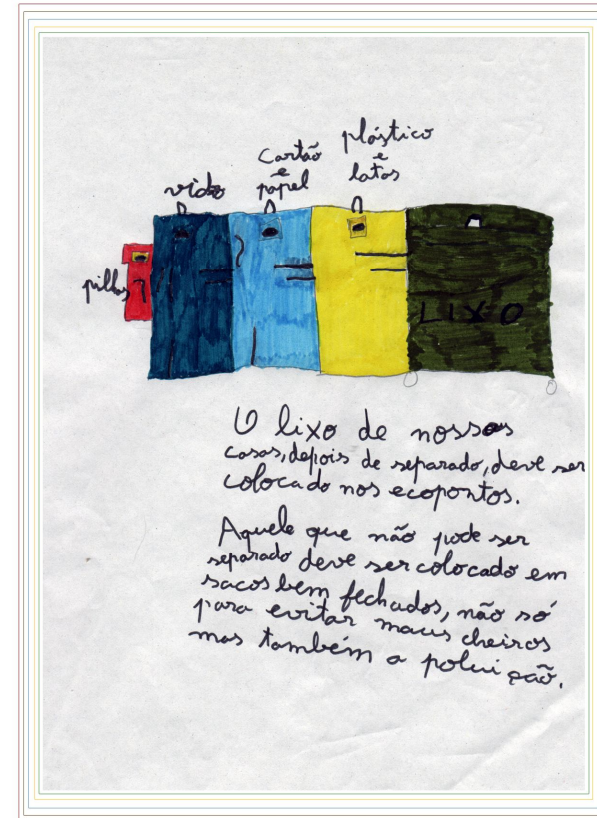 plástico
cartão
e
e
vidro
papel
latas
pilhas
LIXO
O lixo de nossas
casas, depois de separado, deve ser
colocado nos ecopontos.
Aquele que não pode ser
separado deve ser colocado em
sacos bem fechados, não só
para evitar maus cheiros
mas também a poluição.